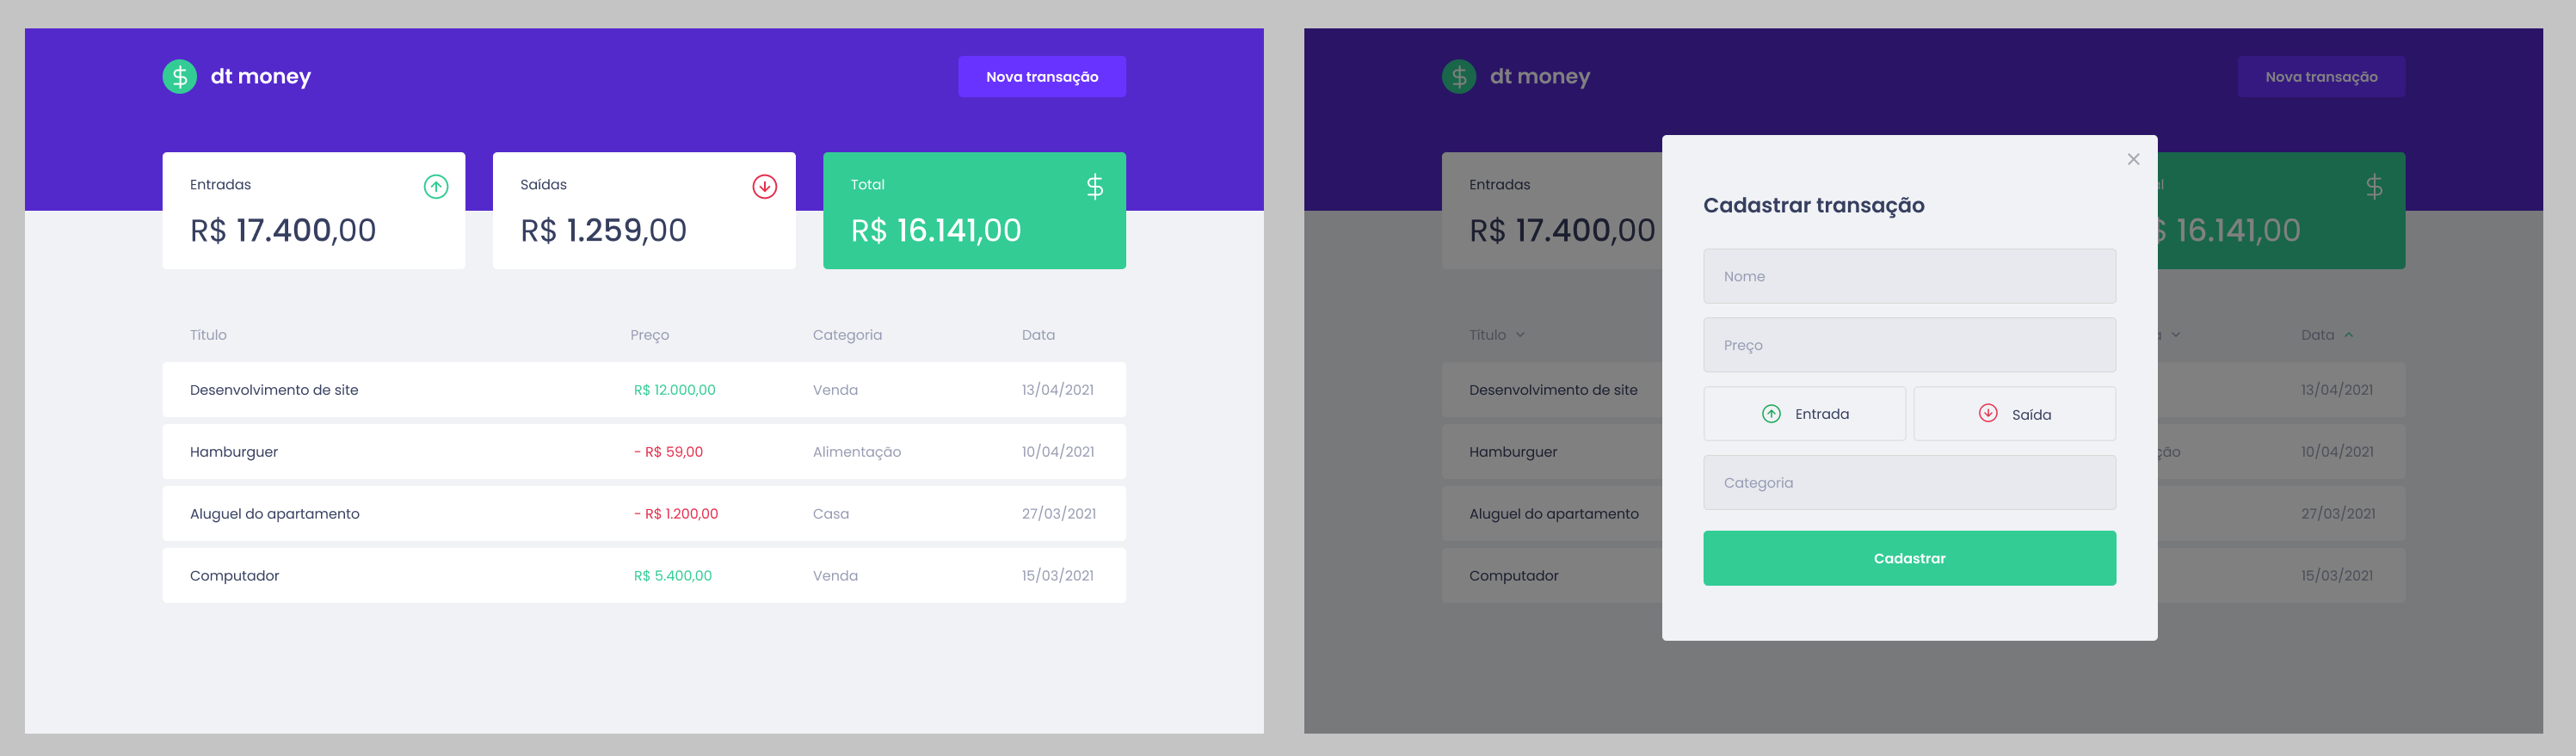 dt money
Nova transação
Entradas
R$ 17.400,00
Saídas
R$ 1.259,00
Total
R$ 16.141,00
Título Preço Categoria Data
Desenvolvimento de site R$ 12.000,00 Venda 13/04/2021
Hamburguer - R$ 59,00 Alimentação 10/04/2021
Aluguel do apartamento - R$ 1.200,00 Casa 27/03/2021
Computador R$ 5.400,00 Venda 15/03/2021
dt money
Nova transação
Entradas
R$ 17.400,00
$ 16.141,00
Título Data
Desenvolvimento de site 13/04/2021
Hamburguer 10/04/2021
Aluguel do apartamento 27/03/2021
Computador 15/03/2021
Cadastrar transação
Nome
Preço
Entrada Saída
Categoria
Cadastrar